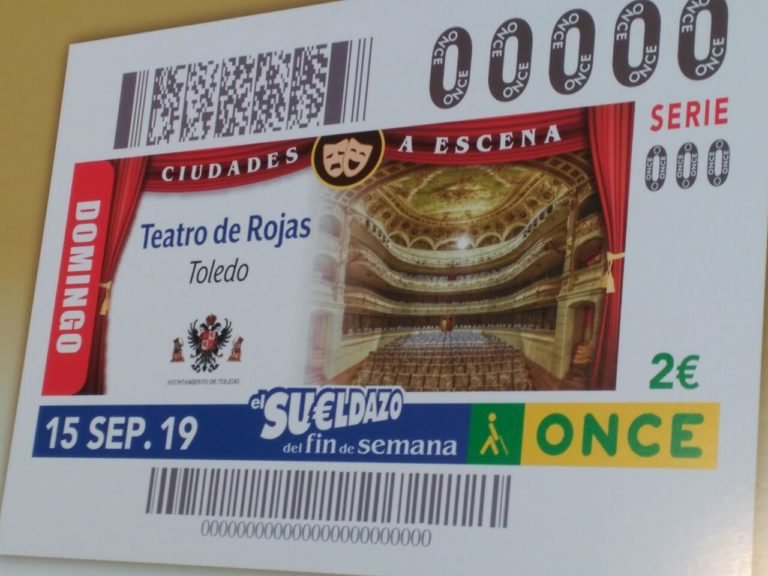 00000
SERIE
000
CIUDADES A ESCENA
DOMINGO
Teatro de Rojas
Toledo
AYUNTAMIENTO DE TOLEDO
2€
15 SEP. 19
el SU€LDAZO
del fin de semana
ONCE